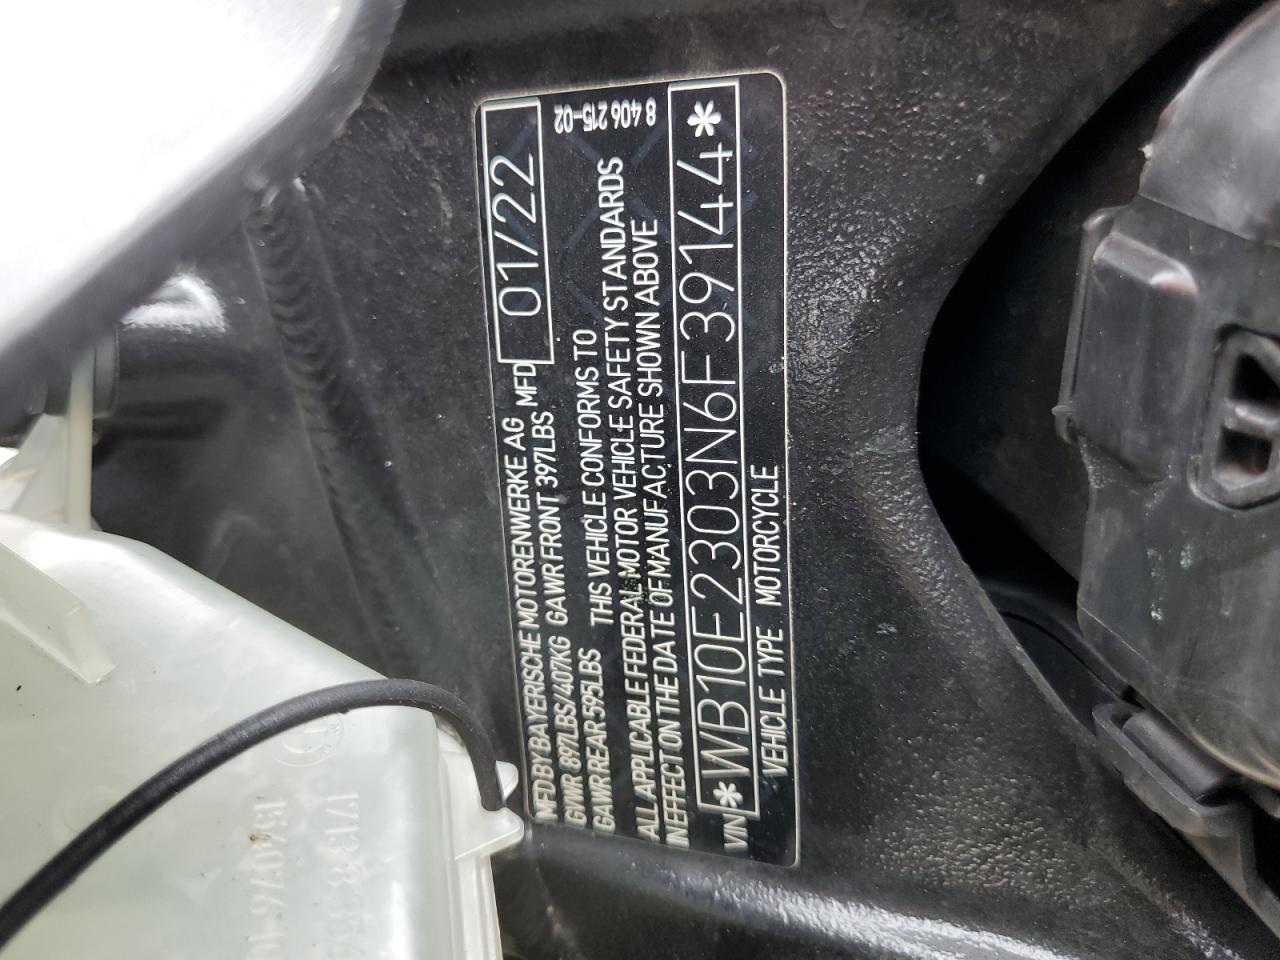 MFD BY BAYERISCHE MOTORENWERKE AG MFD 01/22
GVWR 897LBS/407KG GAWR FRONT 397LBS
GAWR REAR 595LBS THIS VEHICLE CONFORMS TO
ALL APPLICABLE FEDERAL MOTOR VEHICLE SAFETY STANDARDS
IN EFFECT ON THE DATE OF MANUFACTURE SHOWN ABOVE
VIN *WB10E2303N6F39144*
VEHICLE TYPE MOTORCYCLE
8 406 215-02